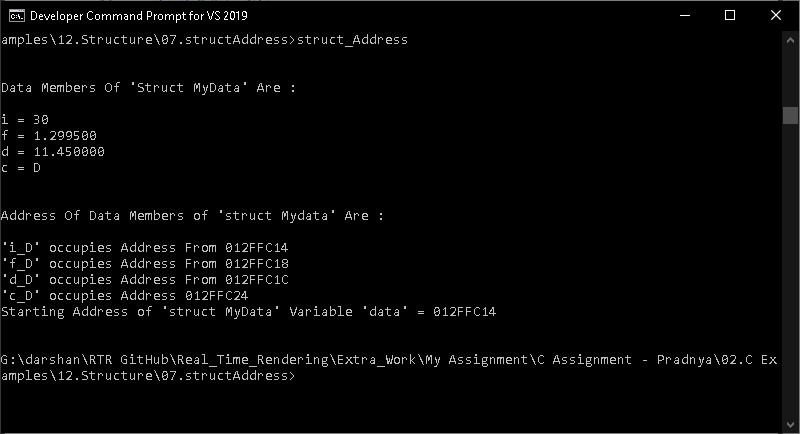 Developer Command Prompt for VS 2019
amples\12.Structure\07.structAddress>struct_Address
Data Members Of 'Struct MyData' Are :
i = 30
f = 1.299500
d = 11.450000
c = D
Address Of Data Members of 'struct Mydata' Are :
'i_D' occupies Address From 012FFC14
'f_D' occupies Address From 012FFC18
'd_D' occupies Address From 012FFC1C
'c_D' occupies Address 012FFC24
Starting Address of 'struct MyData' Variable 'data' = 012FFC14
G:\darshan\RTR GitHub\Real_Time_Rendering\Extra_Work\My Assignment\C Assignment - Pradnya\02.C Ex
amples\12.Structure\07.structAddress>